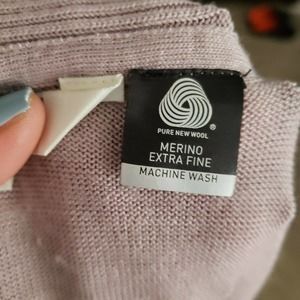 PURE NEW WOOL
®
MERINO
EXTRA FINE
MACHINE WASH